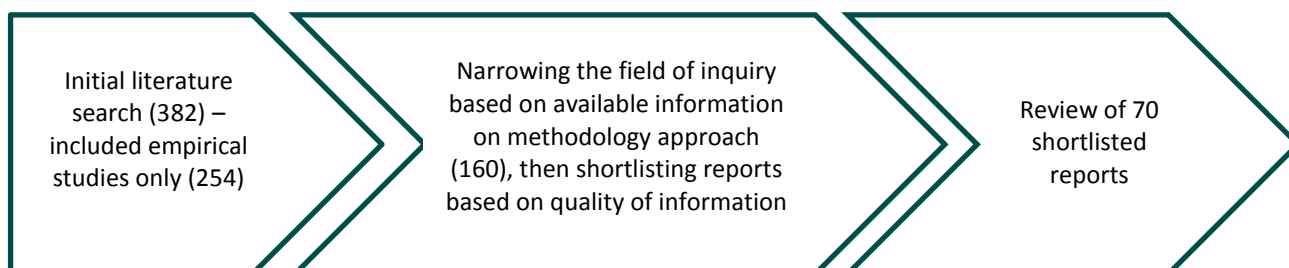 Initial literature
search (382) –
included empirical
studies only (254)
Narrowing the field of inquiry
based on available information
on methodology approach
(160), then shortlisting reports
based on quality of information
Review of 70
shortlisted
reports